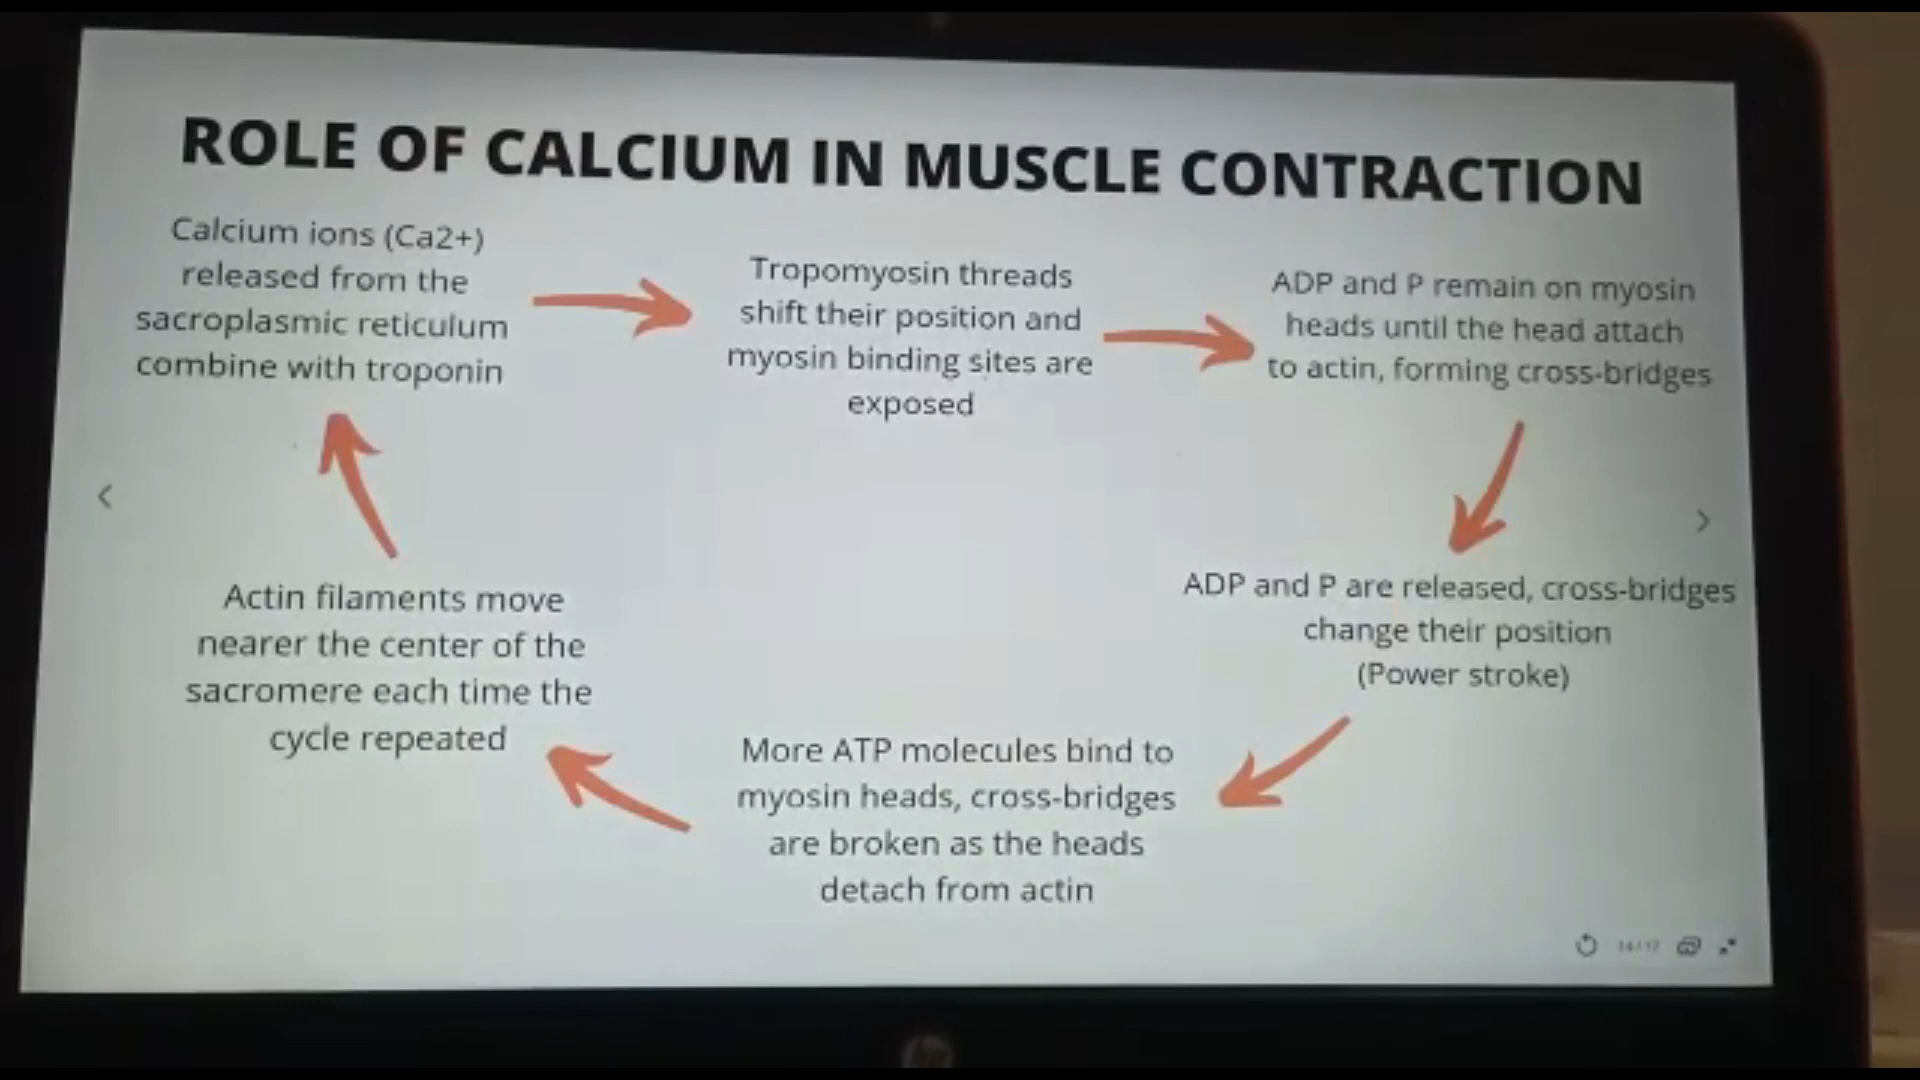 ROLE OF CALCIUM IN MUSCLE CONTRACTION
Calcium ions (Ca2+)
released from the
sacroplasmic reticulum
combine with troponin
Tropomyosin threads
shift their position and
myosin binding sites are
exposed
ADP and P remain on myosin
heads until the head attach
to actin, forming cross-bridges
ADP and P are released, cross-bridges
change their position
(Power stroke)
More ATP molecules bind to
myosin heads, cross-bridges
are broken as the heads
detach from actin
Actin filaments move
nearer the center of the
sacromere each time the
cycle repeated
hp